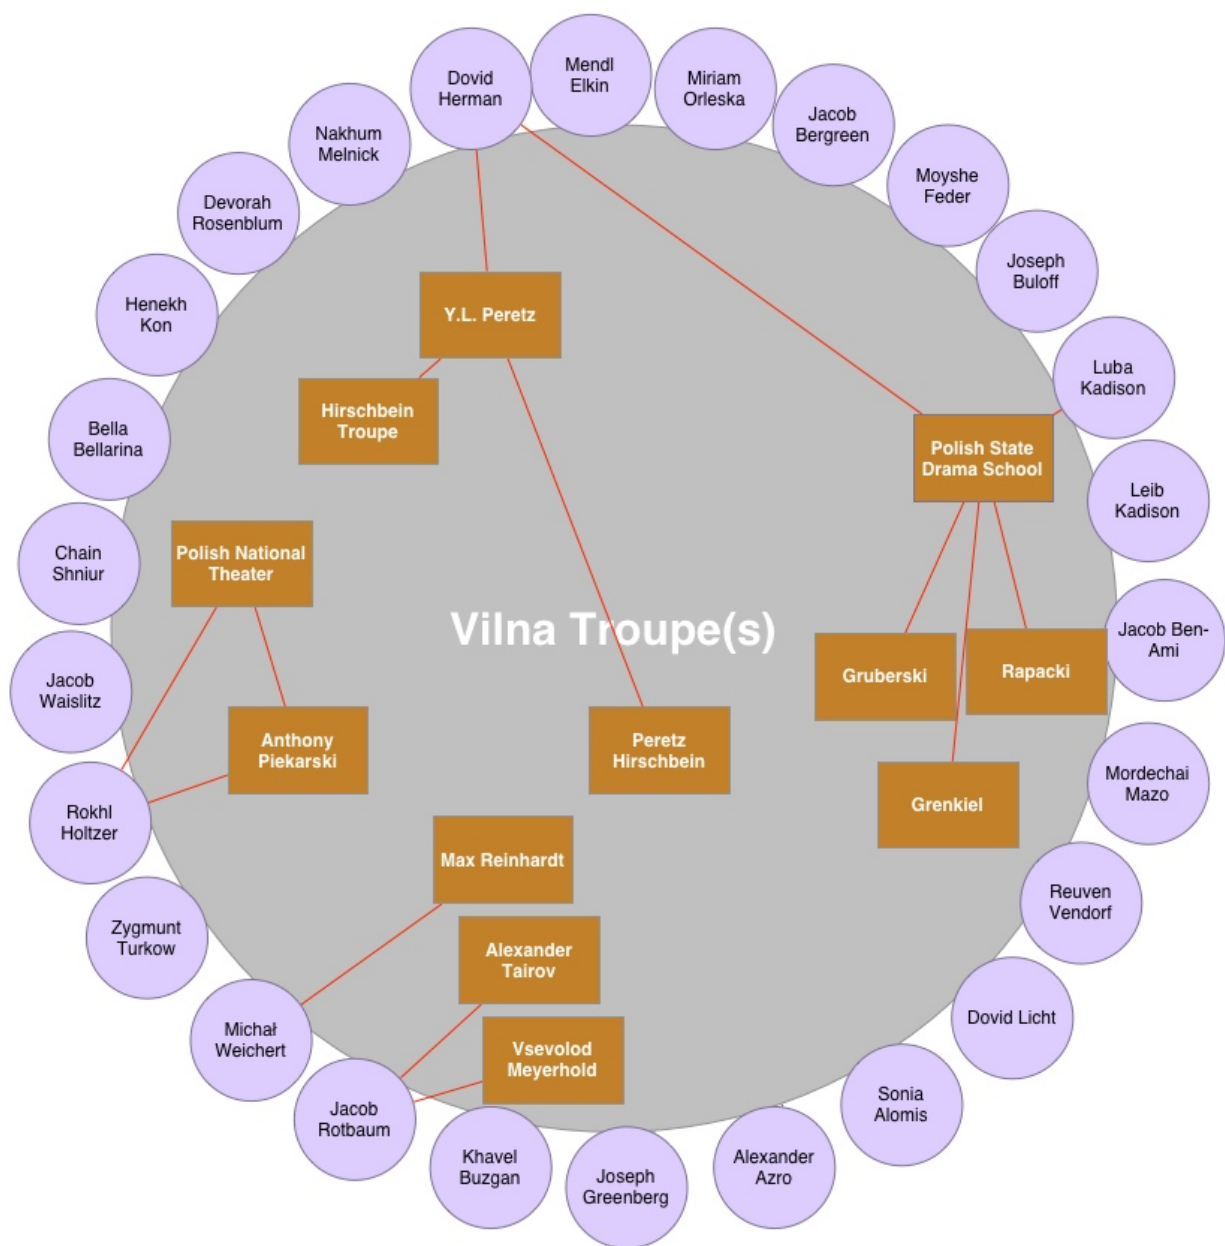 Dovid
Herman
Mendl
Elkin
Miriam
Orleska
Jacob
Bergreen
Nakhum
Melnick
Moyshe
Feder
Devorah
Rosenblum
Joseph
Buloff
Henekh
Kon
Y.L. Peretz
Luba
Kadison
Hirschbein
Troupe
Bella
Bellarina
Polish State
Drama School
Leib
Kadison
Chain
Shniur
Polish National
Theater
Vilna Troupe(s)
Jacob Ben-
Ami
Gruberski
Rapacki
Jacob
Waislitz
Anthony
Piekarski
Peretz
Hirschbein
Mordechai
Mazo
Grenkiel
Rokhl
Holtzer
Max Reinhardt
Reuven
Vendorf
Zygmunt
Turkow
Alexander
Tairov
Dovid Licht
Michał
Weichert
Vsevolod
Meyerhold
Sonia
Alomis
Jacob
Rotbaum
Khavel
Buzgan
Joseph
Greenberg
Alexander
Azro